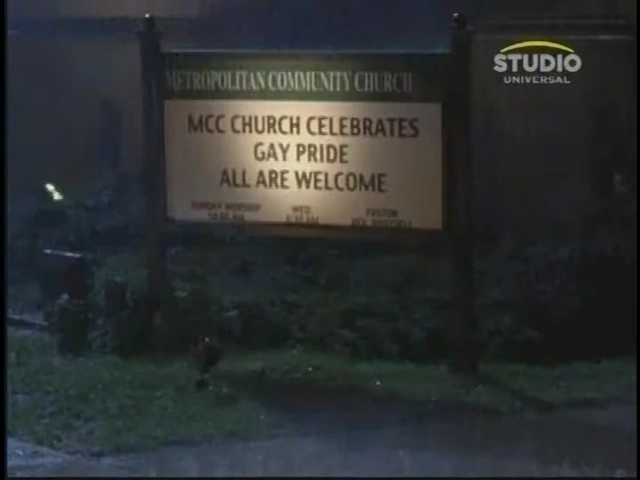 STUDIO
UNIVERSAL
METROPOLITAN COMMUNITY CHURCH
MCC CHURCH CELEBRATES
GAY PRIDE
ALL ARE WELCOME
SUNDAY WORSHIP WED. PASTOR